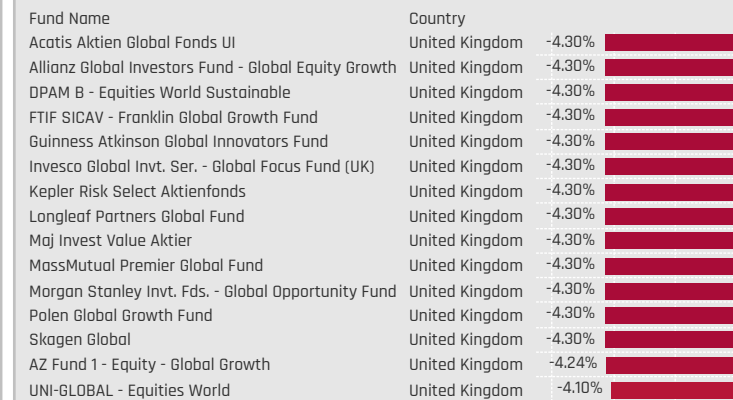 Fund Name Country
Acatis Aktien Global Fonds UI United Kingdom -4.30%
Allianz Global Investors Fund - Global Equity Growth United Kingdom -4.30%
DPAM B - Equities World Sustainable United Kingdom -4.30%
FTIF SICAV - Franklin Global Growth Fund United Kingdom -4.30%
Guinness Atkinson Global Innovators Fund United Kingdom -4.30%
Invesco Global Invt. Ser. - Global Focus Fund (UK) United Kingdom -4.30%
Kepler Risk Select Aktienfonds United Kingdom -4.30%
Longleaf Partners Global Fund United Kingdom -4.30%
Maj Invest Value Aktier United Kingdom -4.30%
MassMutual Premier Global Fund United Kingdom -4.30%
Morgan Stanley Invt. Fds. - Global Opportunity Fund United Kingdom -4.30%
Polen Global Growth Fund United Kingdom -4.30%
Skagen Global United Kingdom -4.30%
AZ Fund 1 - Equity - Global Growth United Kingdom -4.24%
UNI-GLOBAL - Equities World United Kingdom -4.10%